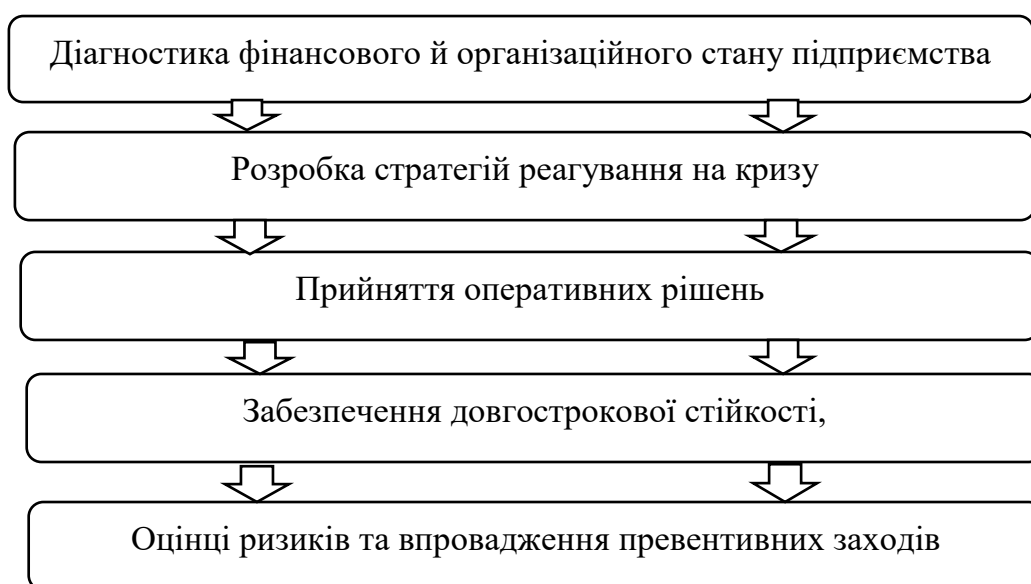 Діагностика фінансового й організаційного стану підприємства
Розробка стратегій реагування на кризу
Прийняття оперативних рішень
Забезпечення довгострокової стійкості,
Оцінці ризиків та впровадження превентивних заходів